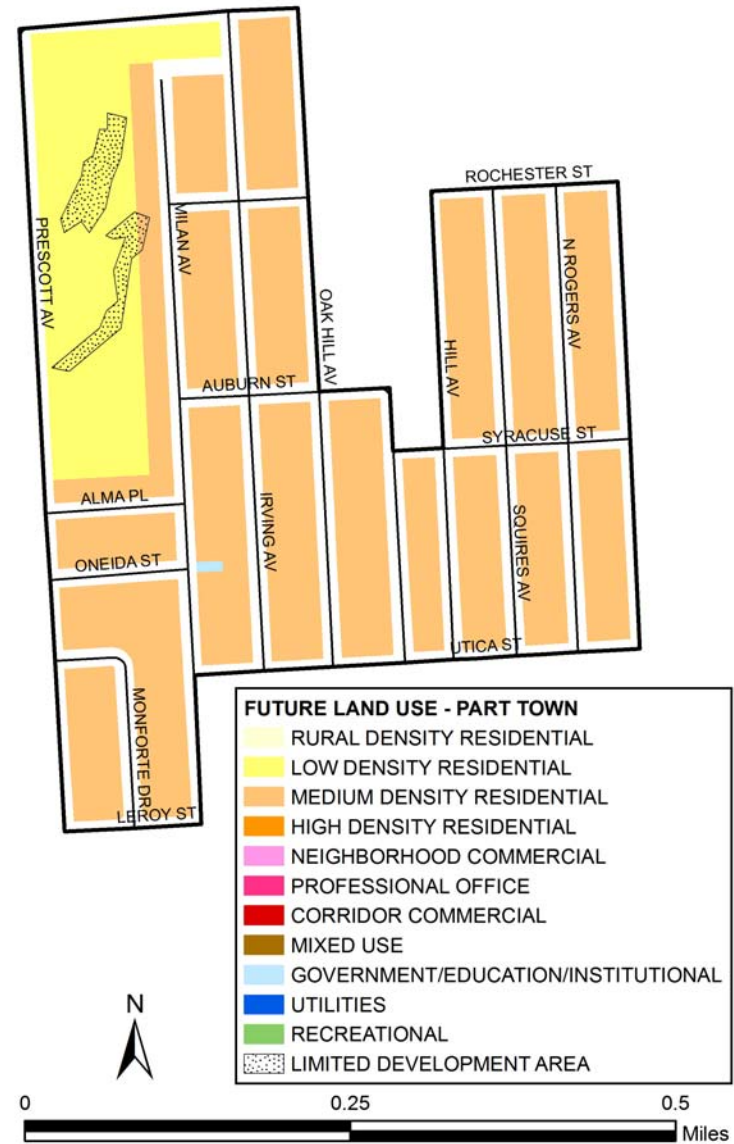 ROCHESTER ST
PRESCOTT AV
MILAN AV
OAK HILL AV
HILL AV
N ROGERS AV
AUBURN ST
SYRACUSE ST
ALMA PL
IRVING AV
SQUIRES AV
ONEIDA ST
UTICA ST
MONFORTE DR
LEROY ST
FUTURE LAND USE - PART TOWN
RURAL DENSITY RESIDENTIAL
LOW DENSITY RESIDENTIAL
MEDIUM DENSITY RESIDENTIAL
HIGH DENSITY RESIDENTIAL
NEIGHBORHOOD COMMERCIAL
PROFESSIONAL OFFICE
CORRIDOR COMMERCIAL
MIXED USE
GOVERNMENT/EDUCATION/INSTITUTIONAL
UTILITIES
RECREATIONAL
LIMITED DEVELOPMENT AREA
N
0 0.25 0.5
Miles